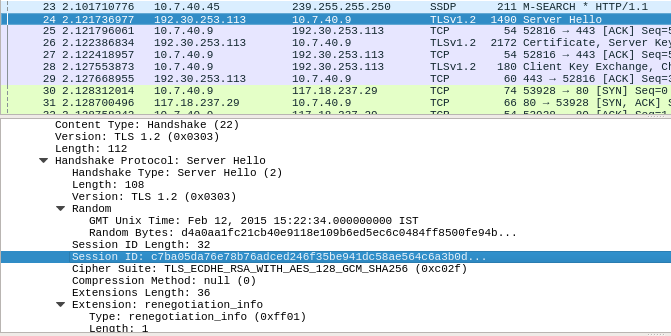 23 2.101710776 10.7.40.45 239.255.255.250 SSDP 211 M-SEARCH * HTTP/1.1
24 2.121736977 192.30.253.113 10.7.40.9 TLSv1.2 1490 Server Hello
25 2.121796061 10.7.40.9 192.30.253.113 TCP 54 52816 → 443 [ACK] Seq=5
26 2.122386834 192.30.253.113 10.7.40.9 TLSv1.2 2172 Certificate, Server Key
27 2.122418957 10.7.40.9 192.30.253.113 TCP 54 52816 → 443 [ACK] Seq=5
28 2.127553873 10.7.40.9 192.30.253.113 TLSv1.2 180 Client Key Exchange, Ch
29 2.127668955 192.30.253.113 10.7.40.9 TCP 60 443 → 52816 [ACK] Seq=3
30 2.128312014 10.7.40.9 117.18.237.29 TCP 74 53928 → 80 [SYN] Seq=0
31 2.128700496 117.18.237.29 10.7.40.9 TCP 66 80 → 53928 [SYN, ACK] S
Content Type: Handshake (22)
Version: TLS 1.2 (0x0303)
Length: 112
Handshake Protocol: Server Hello
Handshake Type: Server Hello (2)
Length: 108
Version: TLS 1.2 (0x0303)
Random
GMT Unix Time: Feb 12, 2015 15:22:34.000000000 IST
Random Bytes: d4a0aa1fc21cb40e9118e109b6ed5ec6c0484ff8500fe94b...
Session ID Length: 32
Session ID: c7ba05da76e78b76adced246f35be941dc58ae564c6a3b0d...
Cipher Suite: TLS_ECDHE_RSA_WITH_AES_128_GCM_SHA256 (0xc02f)
Compression Method: null (0)
Extensions Length: 36
Extension: renegotiation_info
Type: renegotiation_info (0xff01)
Length: 1